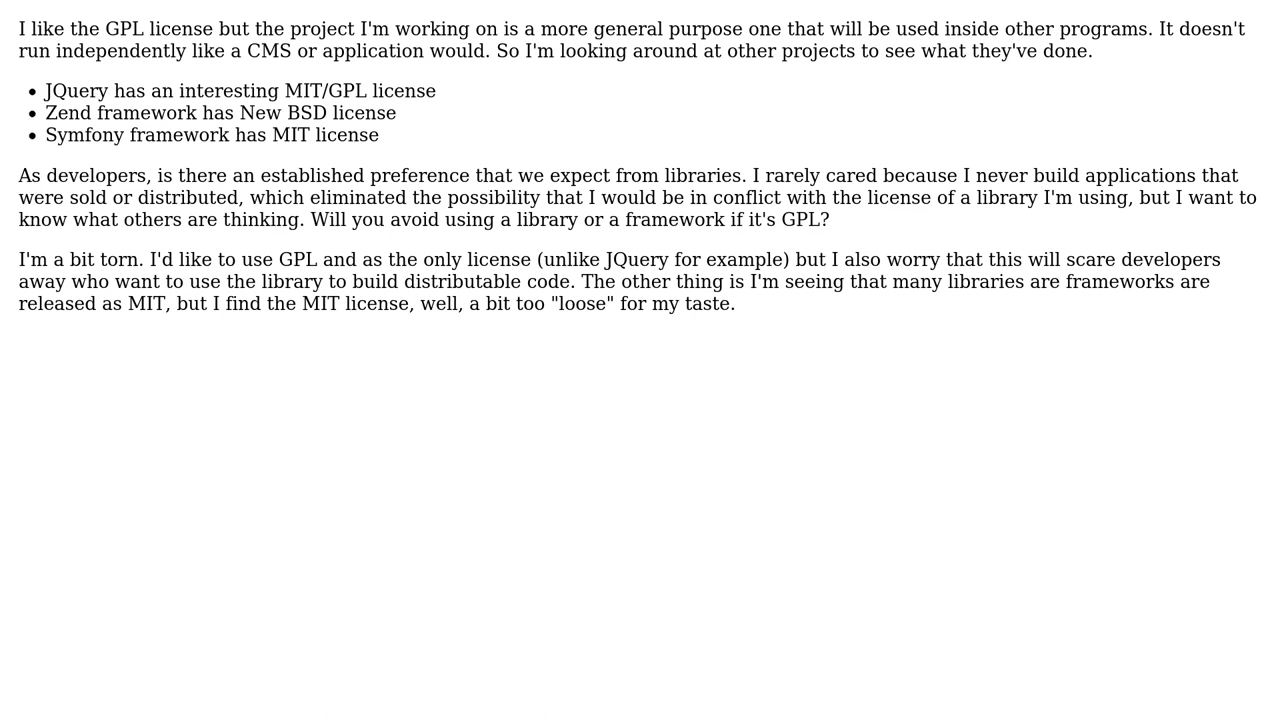 I like the GPL license but the project I'm working on is a more general purpose one that will be used inside other programs. It doesn't
run independently like a CMS or application would. So I'm looking around at other projects to see what they've done.
• JQuery has an interesting MIT/GPL license
• Zend framework has New BSD license
• Symfony framework has MIT license
As developers, is there an established preference that we expect from libraries. I rarely cared because I never build applications that
were sold or distributed, which eliminated the possibility that I would be in conflict with the license of a library I'm using, but I want to
know what others are thinking. Will you avoid using a library or a framework if it's GPL?
I'm a bit torn. I'd like to use GPL and as the only license (unlike JQuery for example) but I also worry that this will scare developers
away who want to use the library to build distributable code. The other thing is I'm seeing that many libraries are frameworks are
released as MIT, but I find the MIT license, well, a bit too "loose" for my taste.